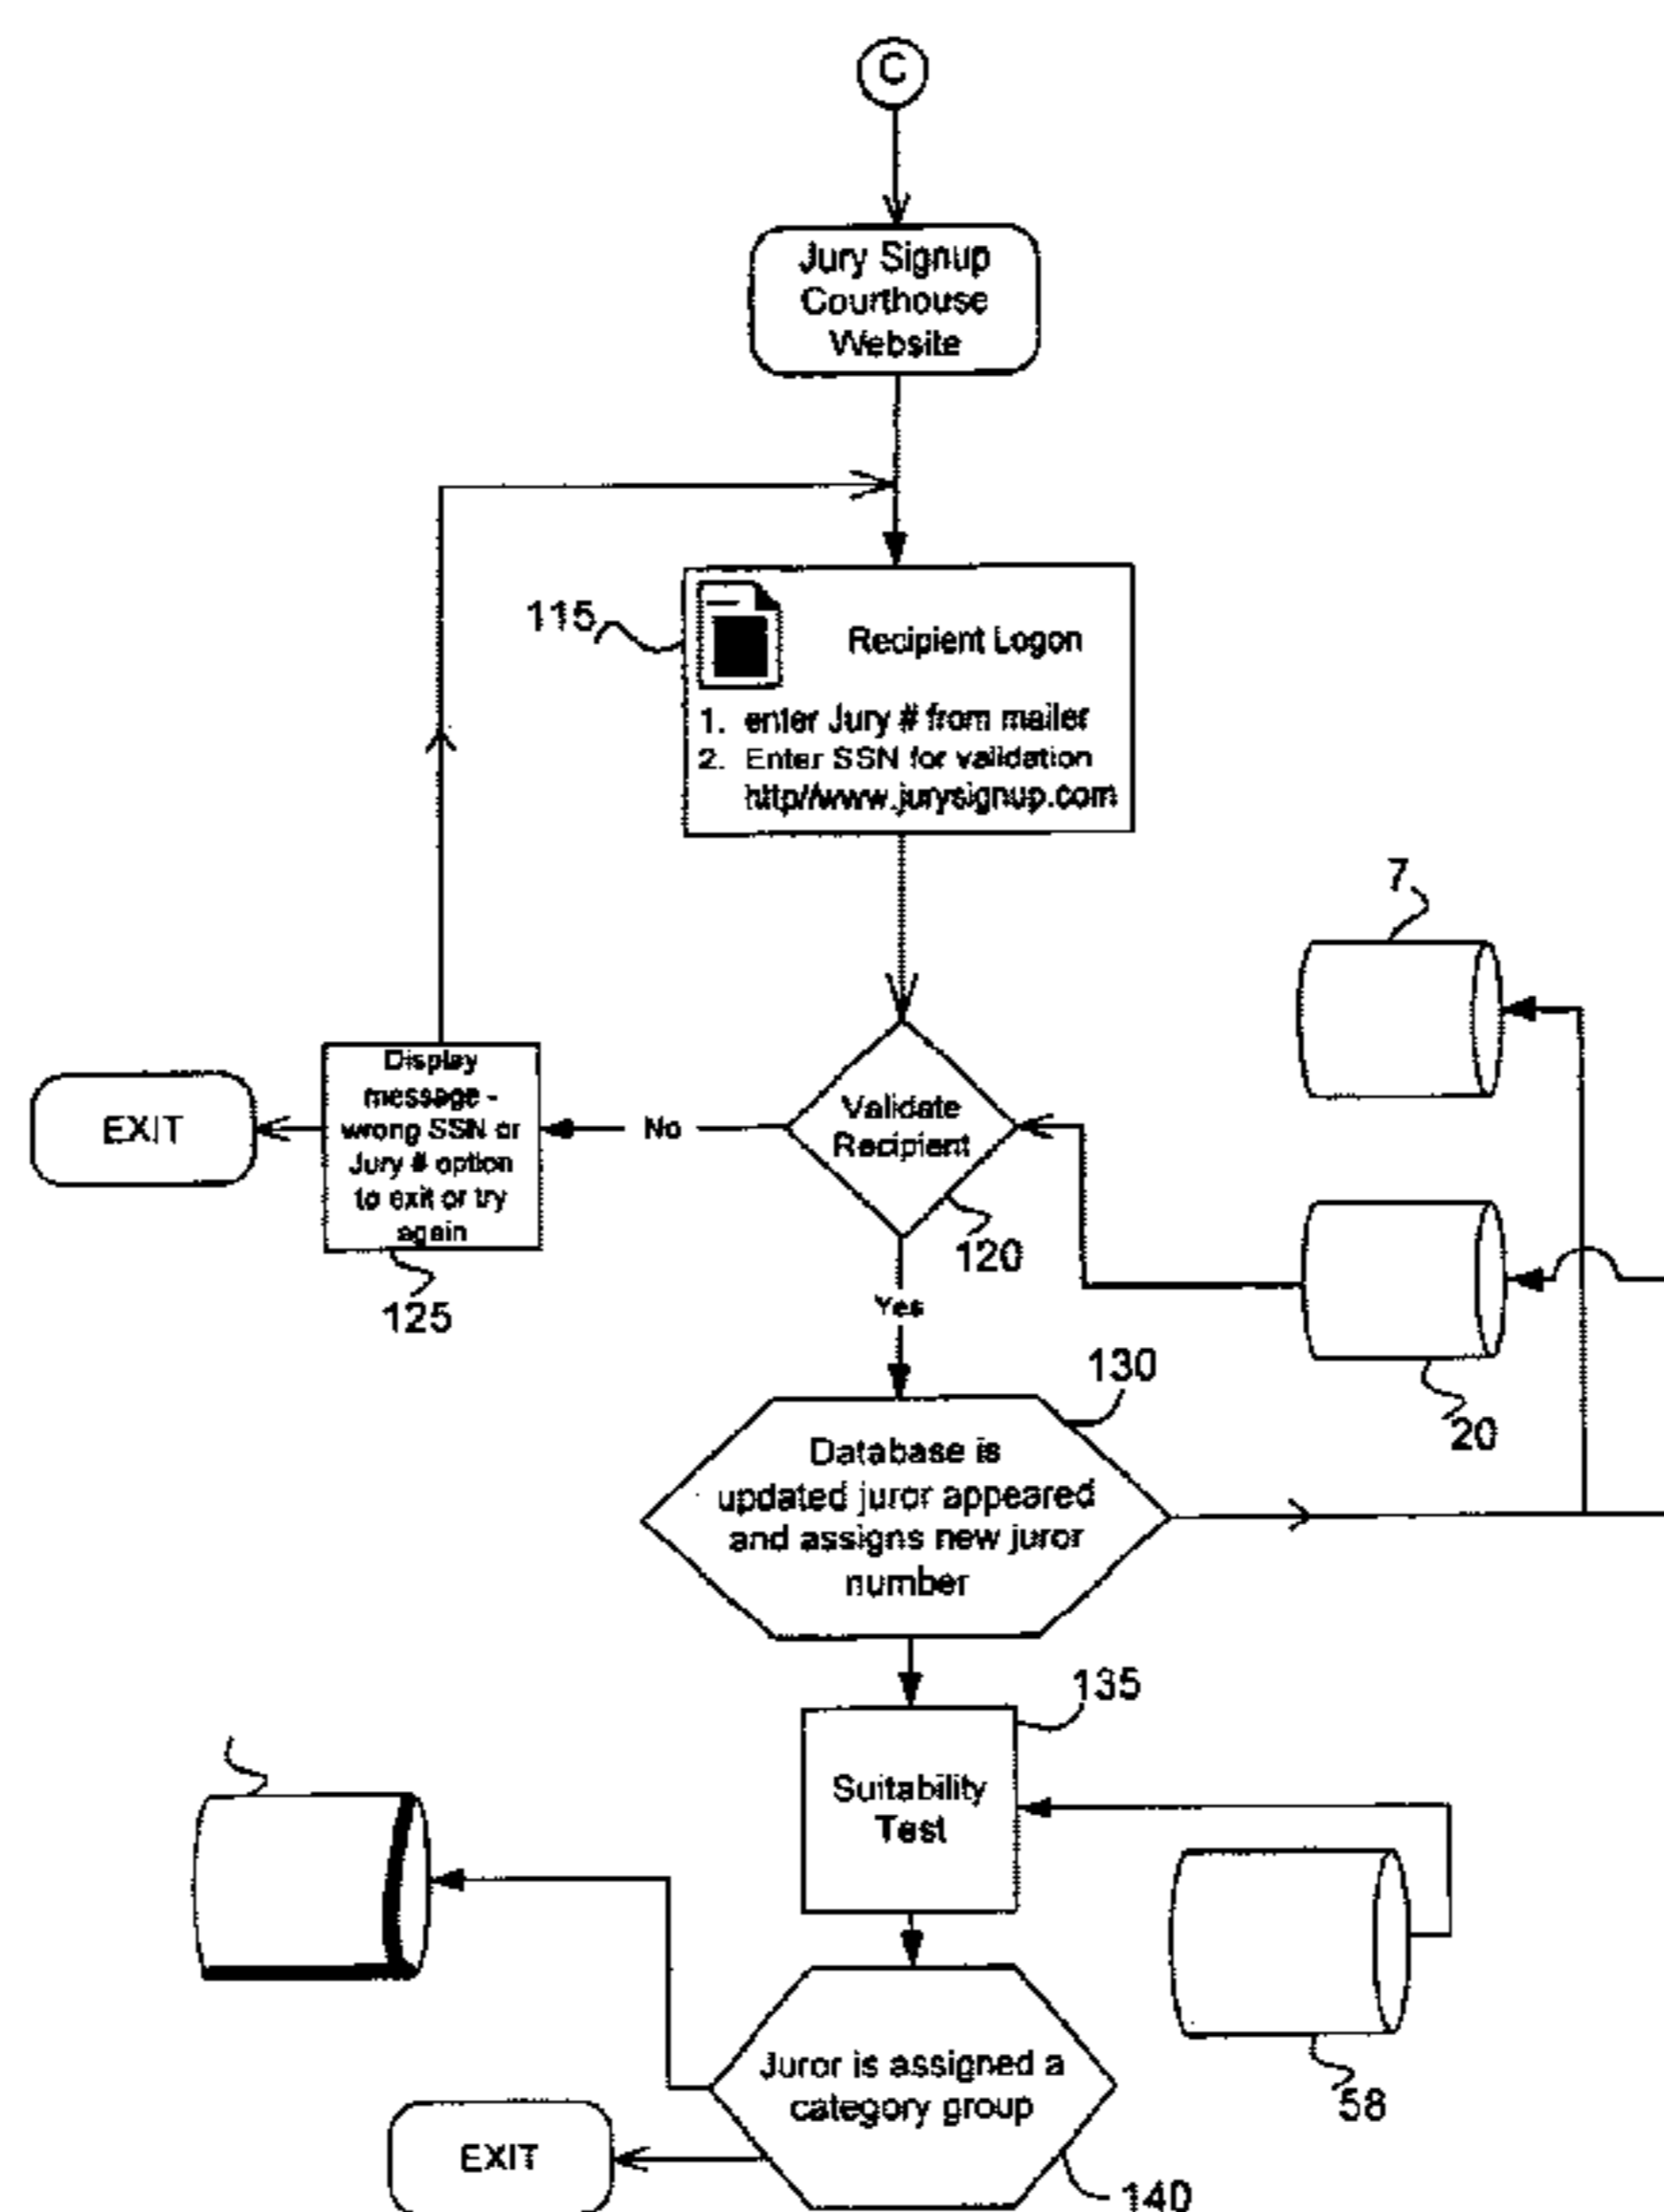 C
Jury Signup
Courthouse
Website
115
Recipient Logon
1. enter Jury # from mailer
2. Enter SSN for validation
http//www.jurysignup.com
7
EXIT
Display
message -
wrong SSN or
Jury # option
to exit or try
again
No
Validate
Recipient
120
125
Yes
20
130
Database is
updated juror appeared
and assigns new juror
number
135
Suitability
Test
58
Juror is assigned a
category group
EXIT
140